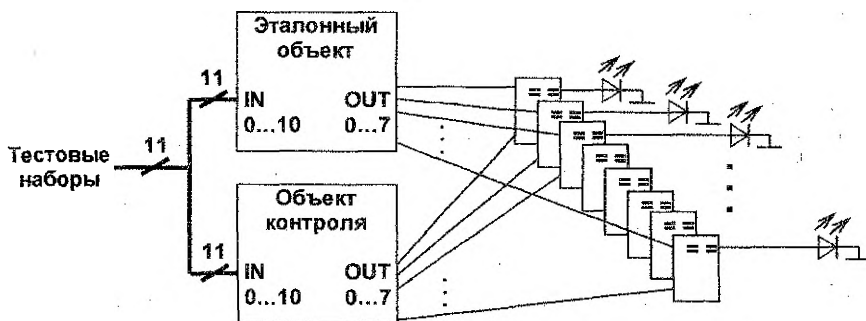 Эталонный
объект
11
IN OUT
0...10 0...7
== ==
== ==
== ==
==
==
==
==
== ==
11
Тестовые
наборы
Объект
контроля
11
IN OUT
0...10 0...7